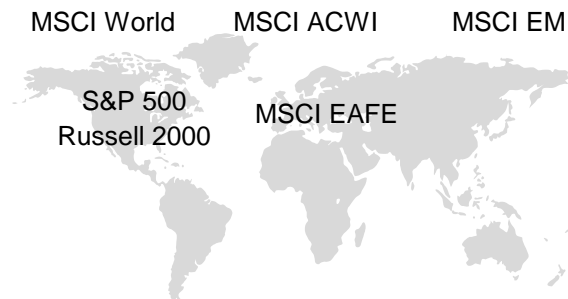 MSCI World
MSCI ACWI
MSCI EM
S&P 500
Russell 2000
MSCI EAFE